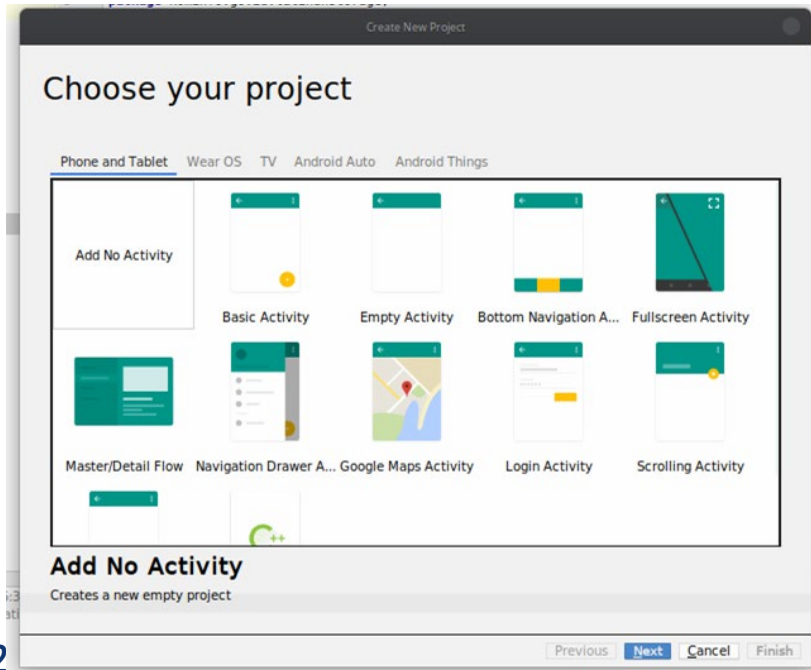 Create New Project
Choose your project
Phone and Tablet Wear OS TV Android Auto Android Things
Add No Activity
Basic Activity Empty Activity Bottom Navigation A... Fullscreen Activity
Master/Detail Flow Navigation Drawer A... Google Maps Activity Login Activity Scrolling Activity
C++
Add No Activity
Creates a new empty project
Previous Next Cancel Finish